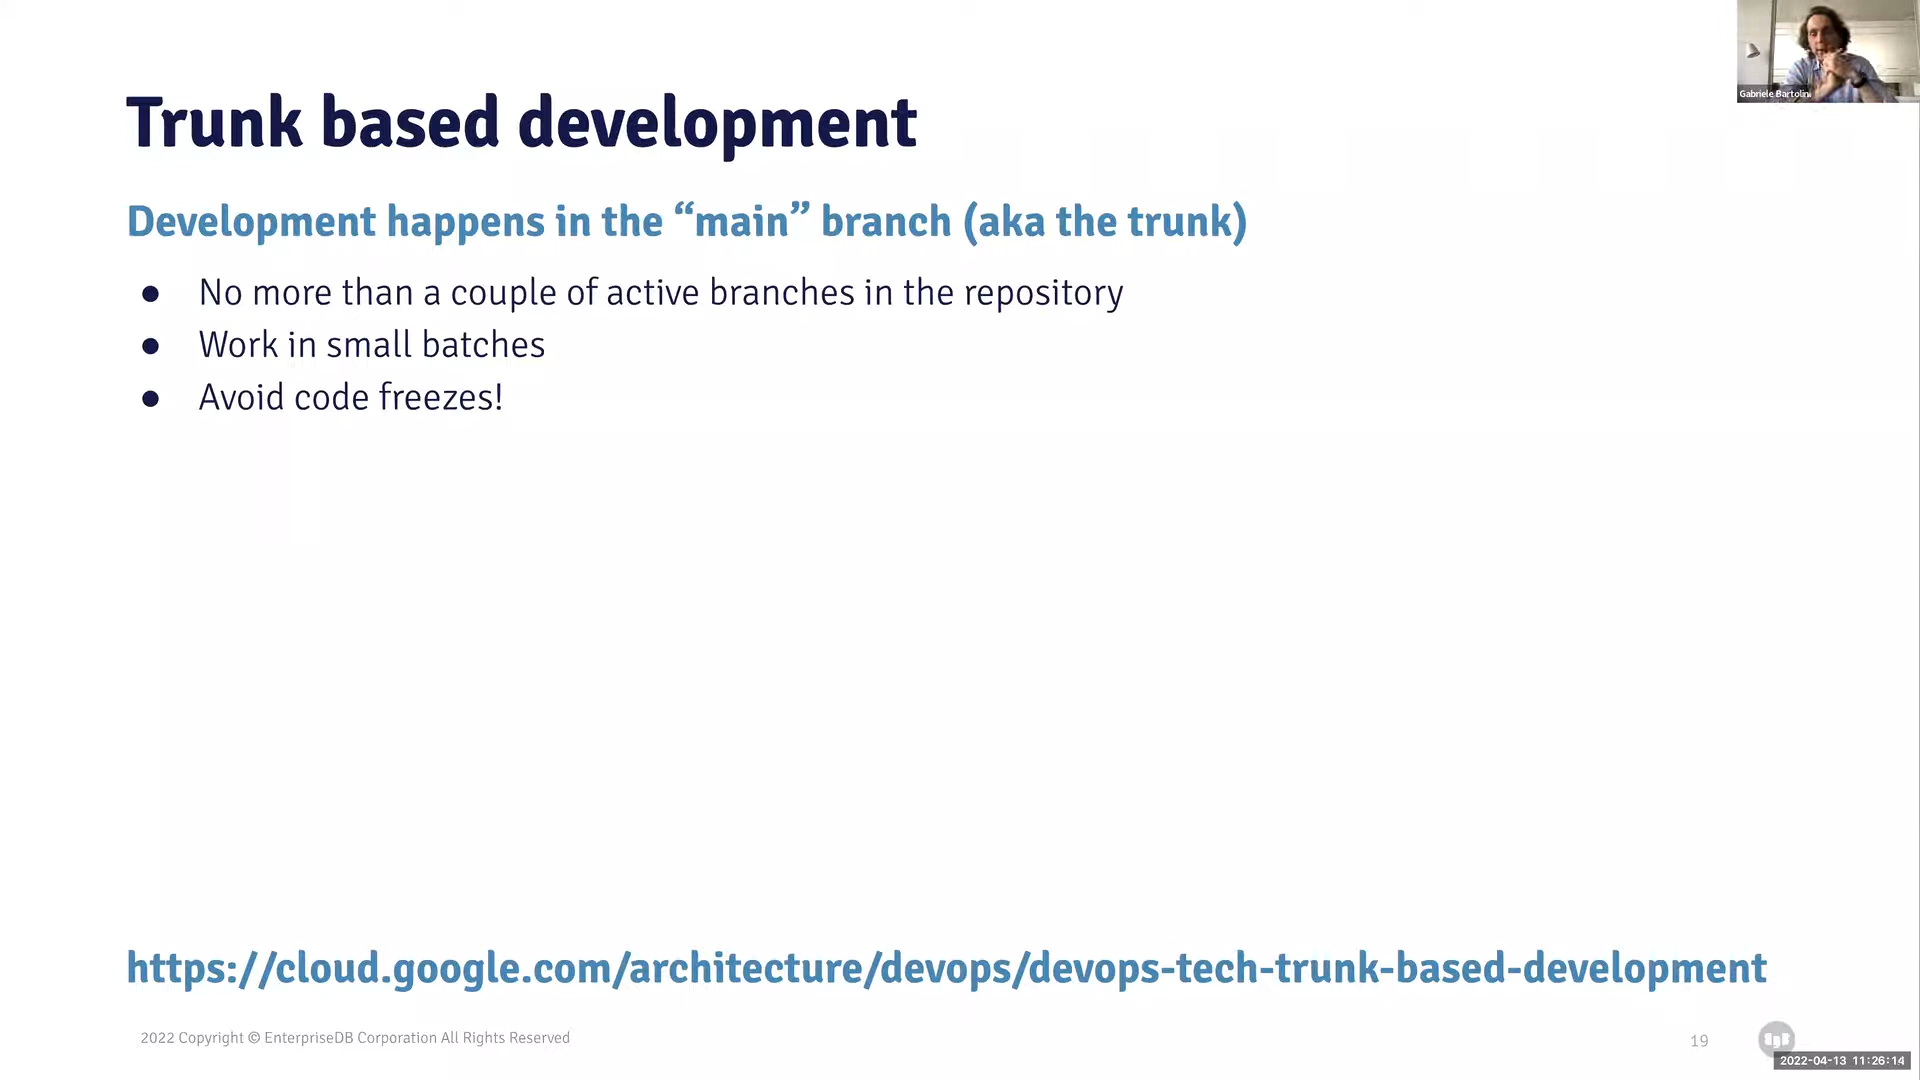 Gabriele Bartolini
Trunk based development
Development happens in the “main” branch (aka the trunk)
● No more than a couple of active branches in the repository
● Work in small batches
● Avoid code freezes!
https://cloud.google.com/architecture/devops/devops-tech-trunk-based-development
2022 Copyright © EnterpriseDB Corporation All Rights Reserved
19
2022-04-13 11:26:14